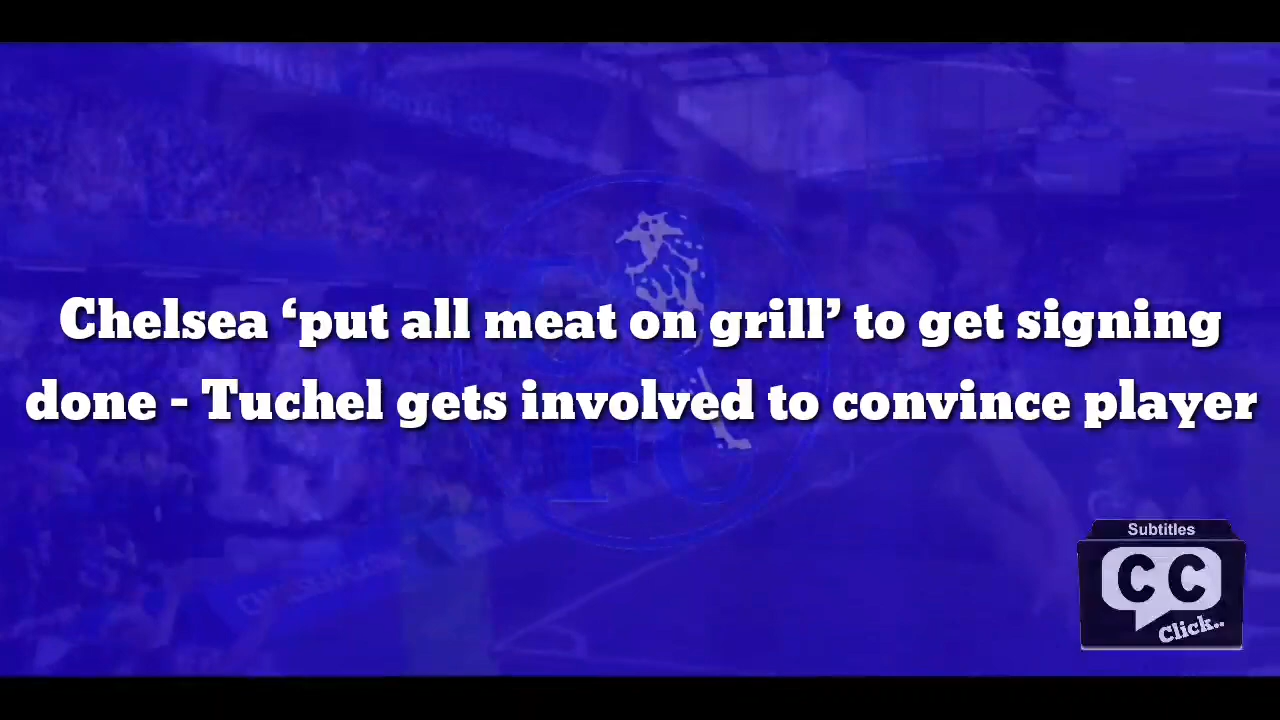 Chelsea ‘put all meat on grill’ to get signing
done - Tuchel gets involved to convince player
Subtitles
CC
Click..